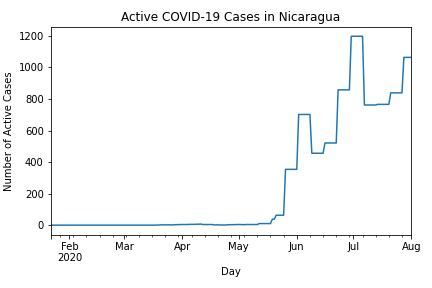 Active COVID-19 Cases in Nicaragua
Number of Active Cases
1200
1000
800
600
400
200
0
Feb Mar Apr May Jun Jul Aug
2020
Day